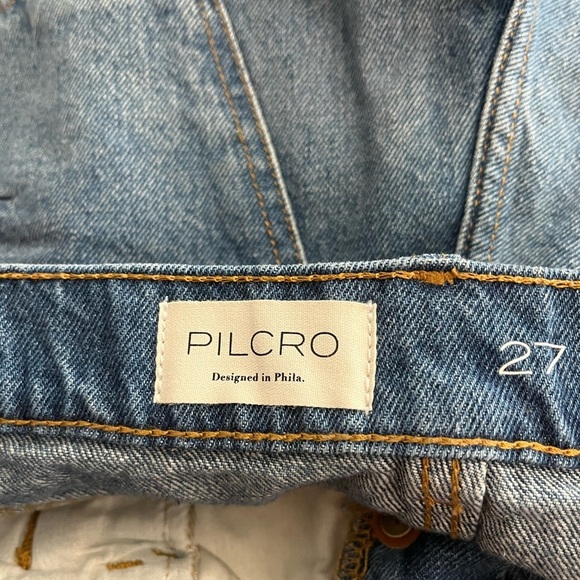 PILCRO
Designed in Phila.
27